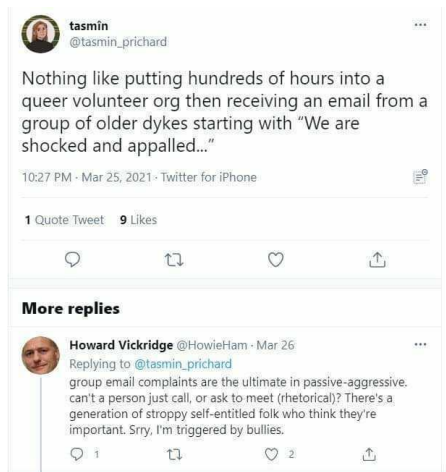 tasmîn
@tasmin_prichard
Nothing like putting hundreds of hours into a
queer volunteer org then receiving an email from a
group of older dykes starting with “We are
shocked and appalled...”
10:27 PM · Mar 25, 2021 · Twitter for iPhone
1 Quote Tweet 9 Likes
More replies
Howard Vickridge @HowieHam · Mar 26
Replying to @tasmin_prichard
group email complaints are the ultimate in passive-aggressive.
can't a person just call, or ask to meet (rhetorical)? There's a
generation of stroppy self-entitled folk who think they're
important. Srry, I'm triggered by bullies.
1 2